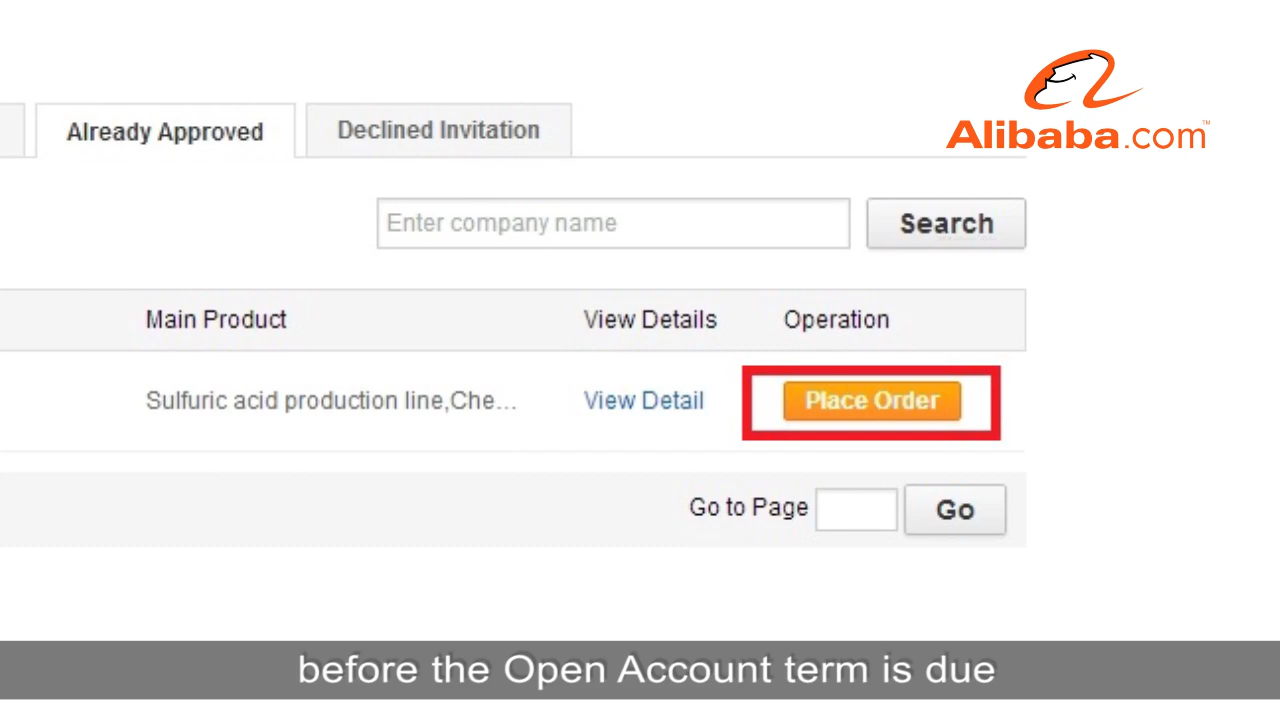 Alibaba.com™
Already Approved
Declined Invitation
Enter company name
Search
Main Product
View Details
Operation
Sulfuric acid production line,Che...
View Detail
Place Order
Go to Page
Go
before the Open Account term is due